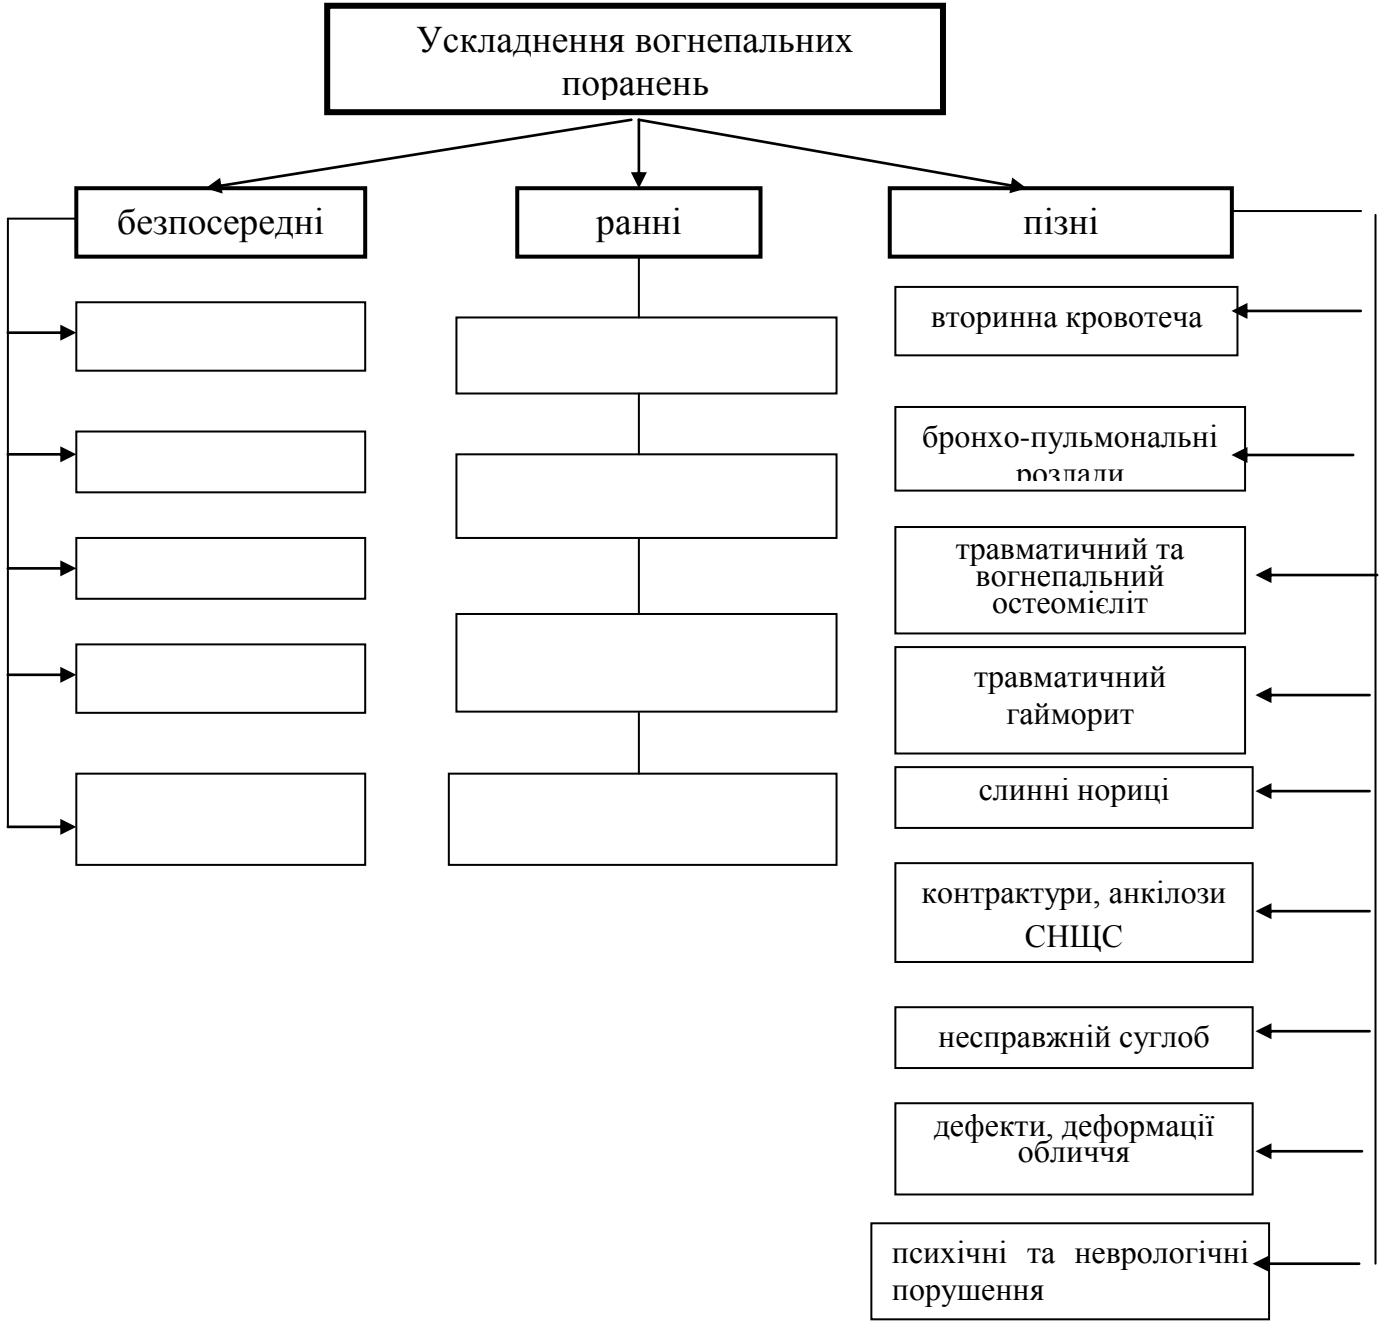 Ускладнення вогнепальних
поранень
безпосередні
ранні
пізні
вторинна кровотеча
бронхо-пульмональні
розлади
травматичний та
вогнепальний
остеомієліт
травматичний
гайморит
слинні нориці
контрактури, анкілози
СНЩС
несправжній суглоб
дефекти, деформації
обличчя
психічні та неврологічні
порушення